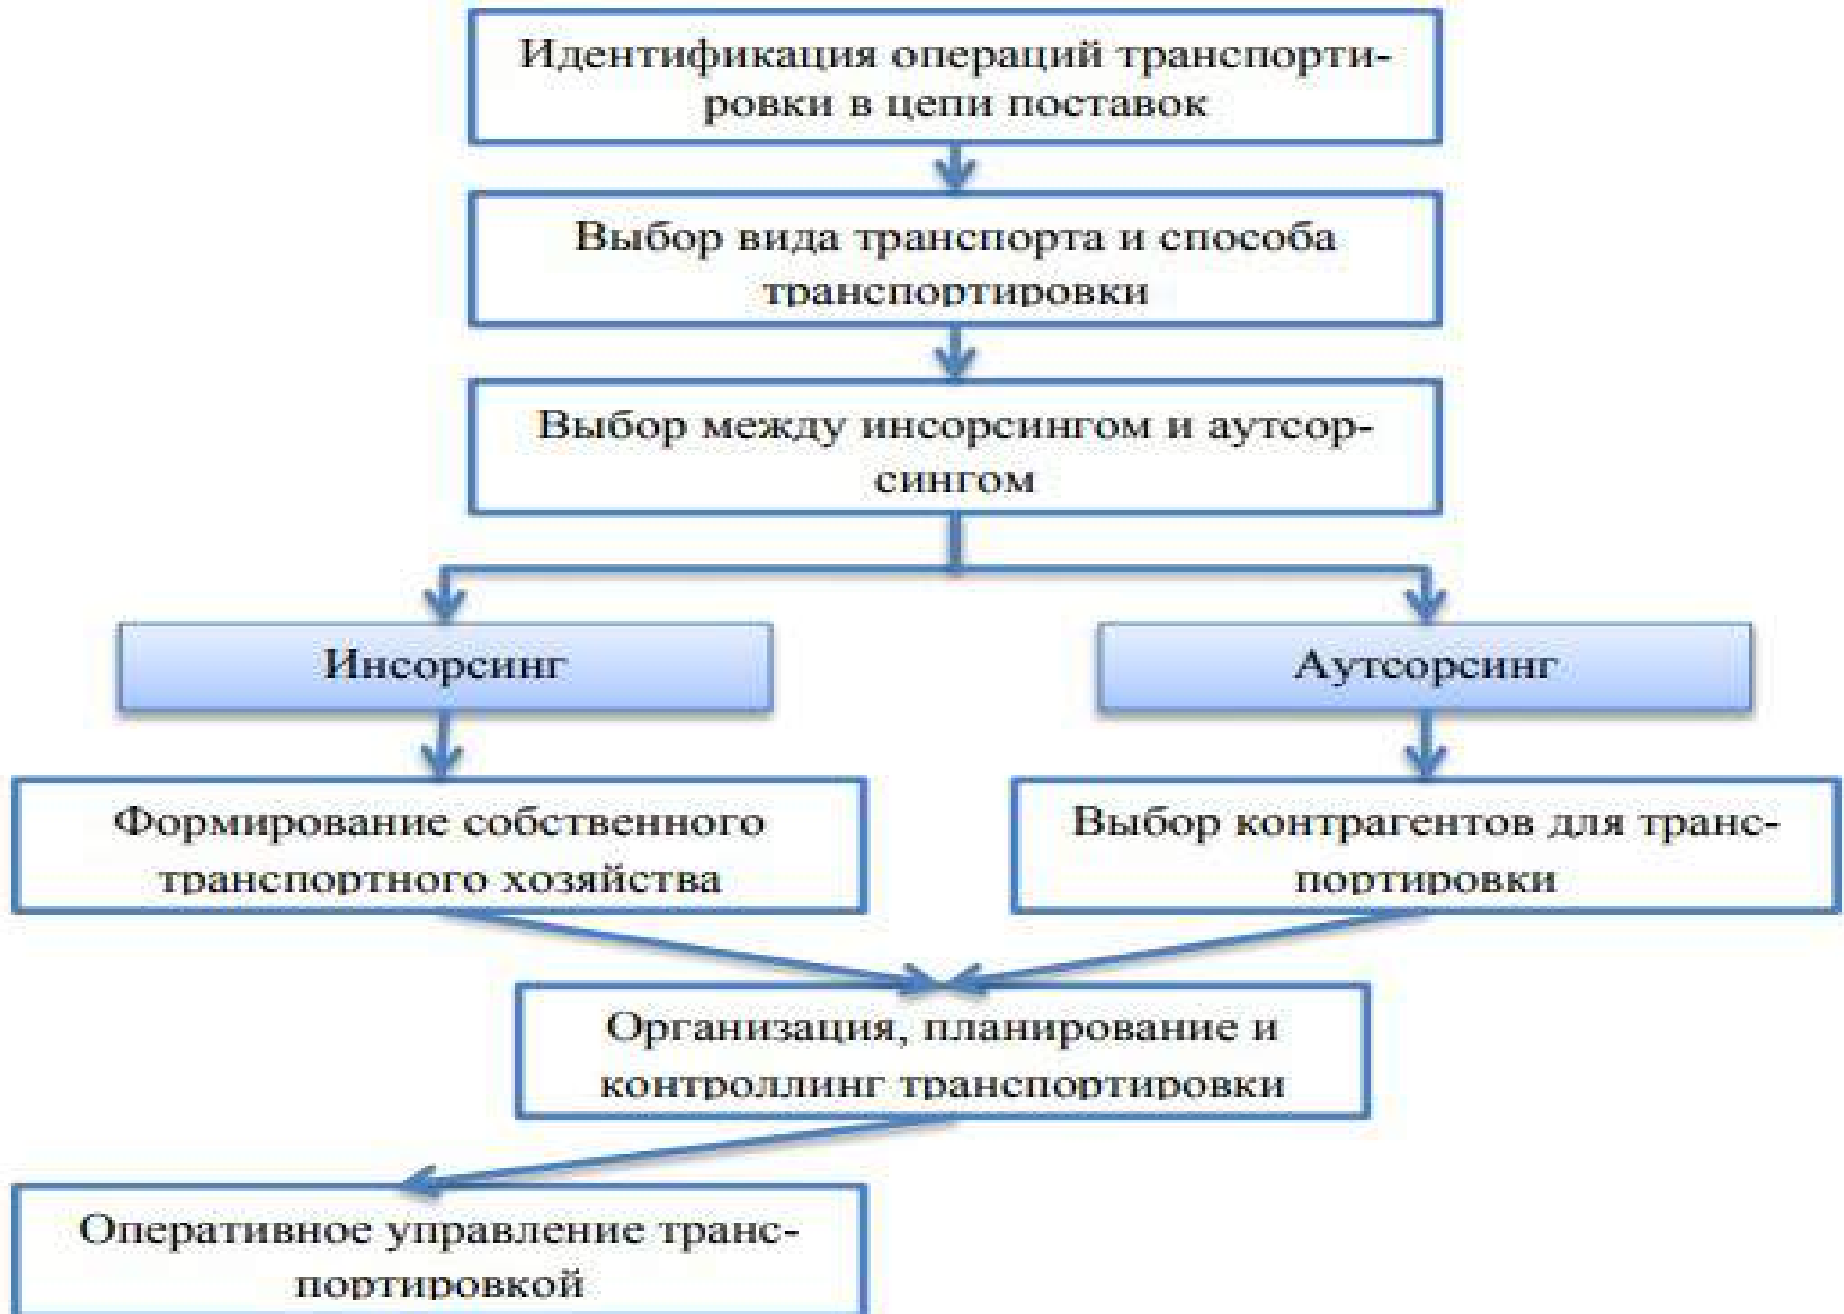 Идентификация операций транспорти-
ровки в цепи поставок
Выбор вида транспорта и способа
транспортировки
Выбор между инсорсингом и аутсор-
сингом
Инсорсинг
Аутсорсинг
Формирование собственного
транспортного хозяйства
Выбор контрагентов для транс-
портировки
Организация, планирование и
контроллинг транспортировки
Оперативное управление транс-
портировкой